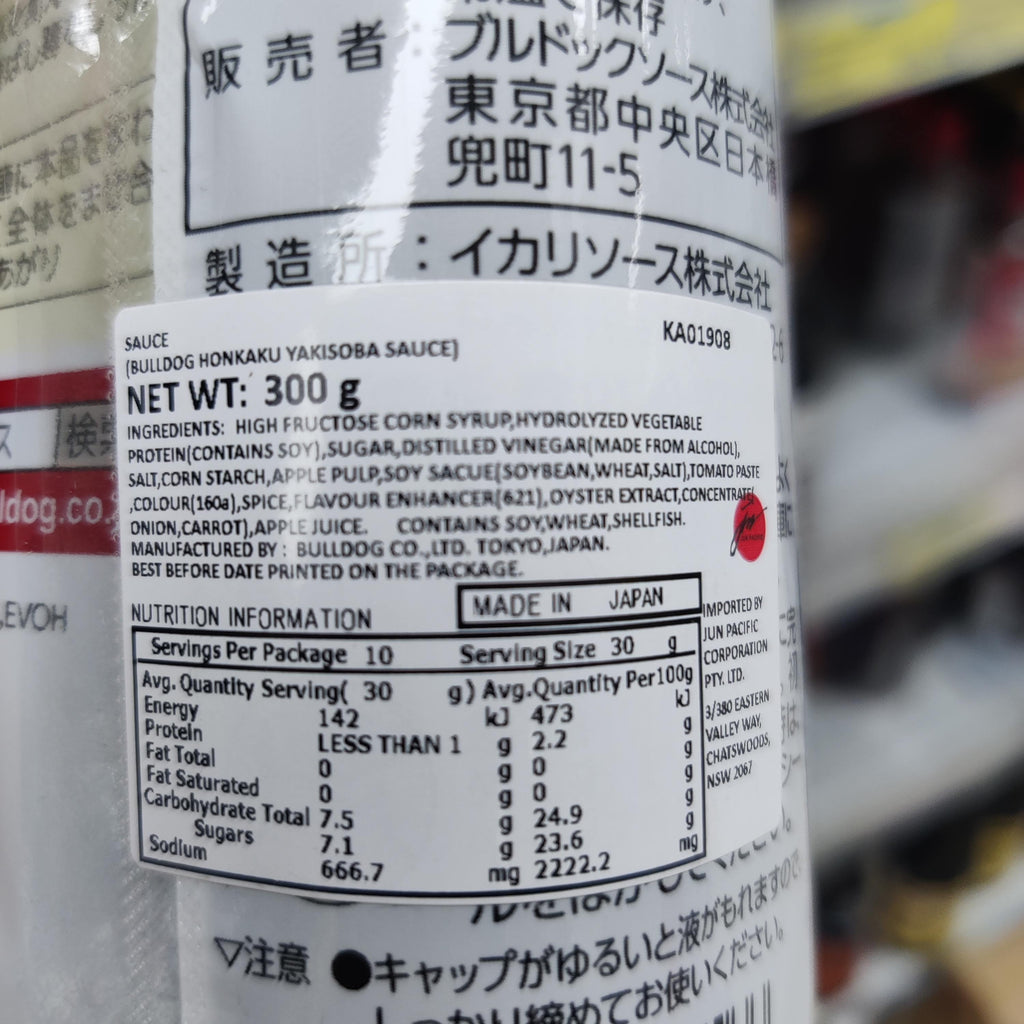 保存
販売者：ブルドックソース株式会社
東京都中央区日本橋
兜町11-5
製造所：イカリソース株式会社
2-6
SAUCE
KA01908
(BULLDOG HONKAKU YAKISOBA SAUCE)
NET WT: 300 g
INGREDIENTS: HIGH FRUCTOSE CORN SYRUP,HYDROLYZED VEGETABLE
PROTEIN(CONTAINS SOY),SUGAR,DISTILLED VINEGAR(MADE FROM ALCOHOL),
SALT,CORN STARCH,APPLE PULP,SOY SACUE(SOYBEAN,WHEAT,SALT),TOMATO PASTE
,COLOUR(160a),SPICE,FLAVOUR ENHANCER(621),OYSTER EXTRACT,CONCENTRATE(
ONION,CARROT),APPLE JUICE. CONTAINS SOY,WHEAT,SHELLFISH.
MANUFACTURED BY : BULLDOG CO.,LTD. TOKYO,JAPAN.
BEST BEFORE DATE PRINTED ON THE PACKAGE.
MADE IN JAPAN
NUTRITION INFORMATION
Servings Per Package 10 Serving Size 30 g
Avg. Quantity Serving( 30 g) Avg.Quantity Per100g
Energy 142 kJ 473 kJ
Protein LESS THAN 1 g 2.2 g
Fat Total 0 g 0 g
Fat Saturated 0 g 0 g
Carbohydrate Total 7.5 g 24.9 g
Sugars 7.1 g 23.6 g
Sodium 666.7 mg 2222.2 mg
IMPORTED BY
JUN PACIFIC
CORPORATION
PTY. LTD.
3/380 EASTERN
VALLEY WAY,
CHATSWOODS,
NSW 2067
ldog.co
,EVOH
▽注意 ●キャップがゆるいと液がもれますので
しっかり締めてお使いください。